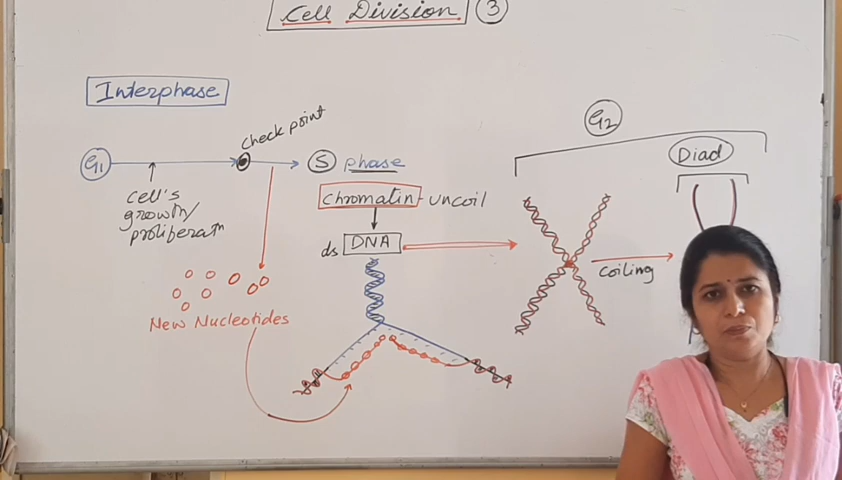 Cell Division 3
Interphase
check point
G1
S phase
cell's
growth/
proliferatn
chromatin - uncoil
ds DNA
New Nucleotides
G2
Diad
coiling